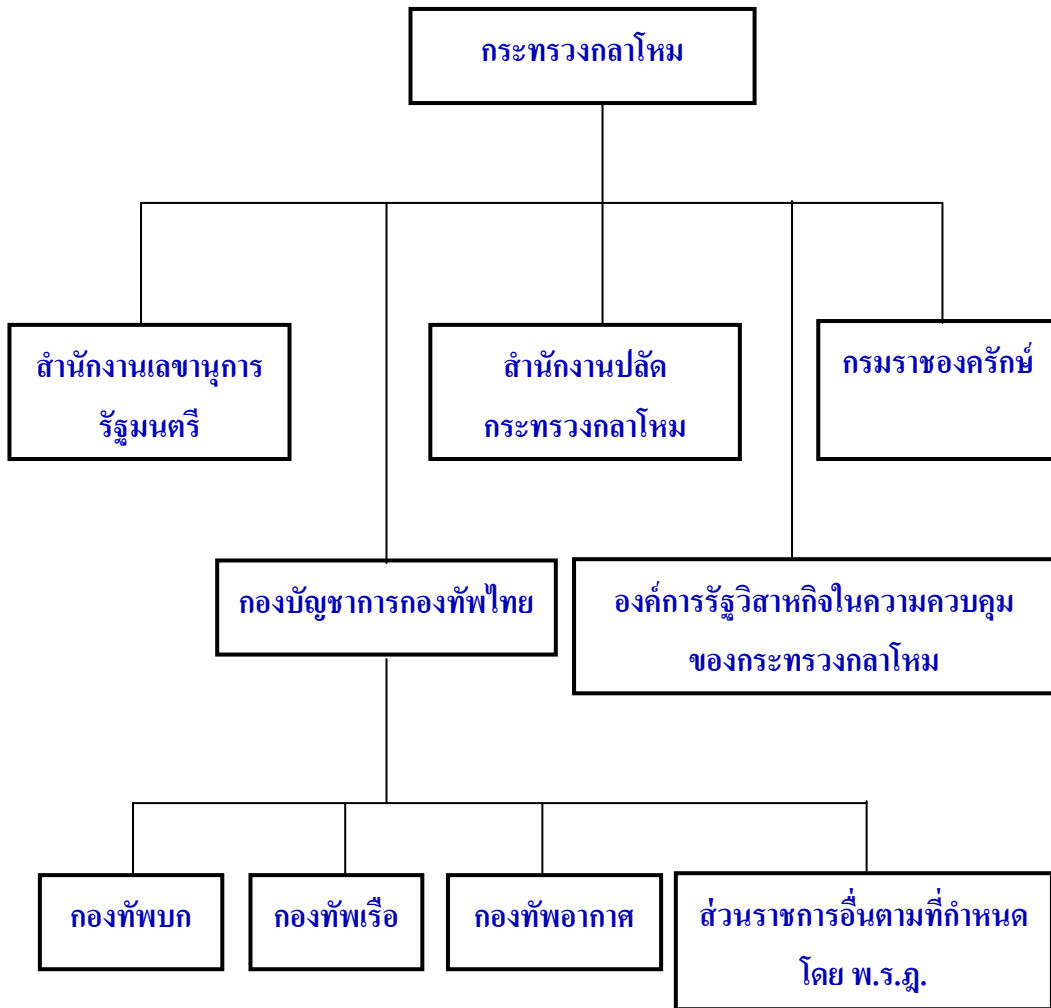 กระทรวงกลาโหม
สำนักงานเลขานุการ
รัฐมนตรี
สำนักงานปลัด
กระทรวงกลาโหม
กรมราชองครักษ์
กองบัญชาการกองทัพไทย
องค์การรัฐวิสาหกิจในความควบคุม
ของกระทรวงกลาโหม
กองทัพบก
กองทัพเรือ
กองทัพอากาศ
ส่วนราชการอื่นตามที่กำหนด
โดย พ.ร.ฎ.